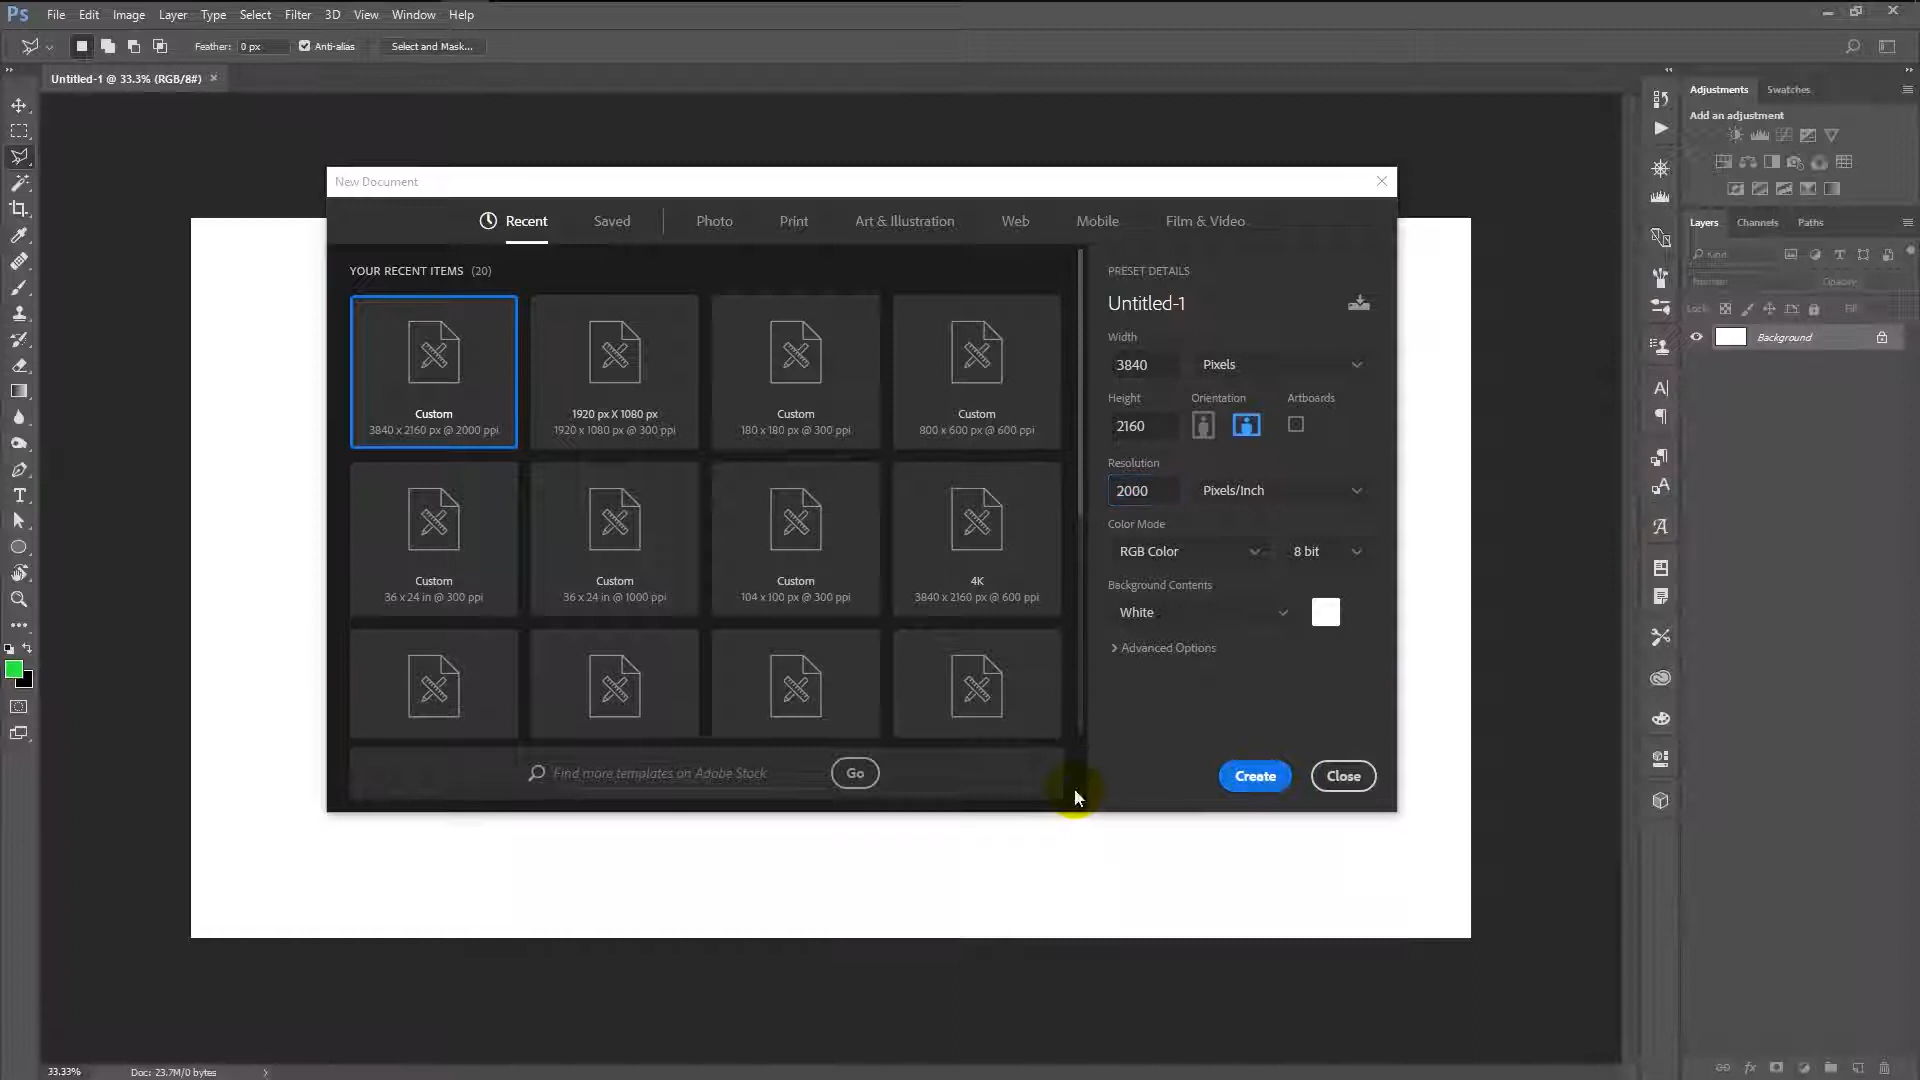 Ps File Edit Image Layer Type Select Filter 3D View Window Help
Feather: 0 px Anti-alias Select and Mask...
Untitled-1 @ 33.3% (RGB/8#) ×
Adjustments Swatches
Add an adjustment
New Document
Recent Saved Photo Print Art & Illustration Web Mobile Film & Video
YOUR RECENT ITEMS (20)
Custom
3840 x 2160 px @ 2000 ppi
1920 px X 1080 px
1920 x 1080 px @ 300 ppi
Custom
180 x 180 px @ 300 ppi
Custom
800 x 600 px @ 600 ppi
Custom
36 x 24 in @ 300 ppi
Custom
36 x 24 in @ 1000 ppi
Custom
104 x 100 px @ 300 ppi
4K
3840 x 2160 px @ 600 ppi
Find more templates on Adobe Stock Go
PRESET DETAILS
Untitled-1
Width
3840 Pixels
Height Orientation Artboards
2160
Resolution
2000 Pixels/Inch
Color Mode
RGB Color 8 bit
Background Contents
White
Advanced Options
Create Close
Layers Channels Paths
Kind
Opacity
Lock: Fill
Background
33.33% Doc: 23.7M/0 bytes